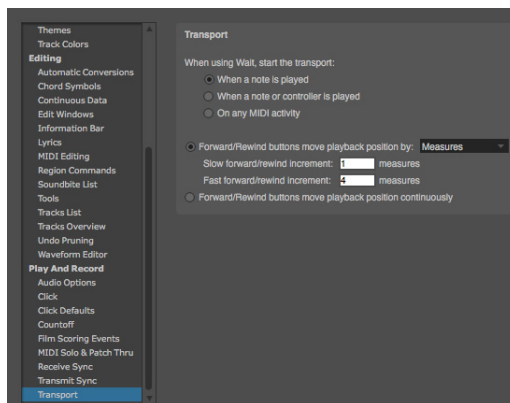 Themes
Track Colors
Editing
Automatic Conversions
Chord Symbols
Continuous Data
Edit Windows
Information Bar
Lyrics
MIDI Editing
Region Commands
Soundbite List
Tools
Tracks List
Tracks Overview
Undo Pruning
Waveform Editor
Play And Record
Audio Options
Click
Click Defaults
Countoff
Film Scoring Events
MIDI Solo & Patch Thru
Receive Sync
Transmit Sync
Transport
Transport
When using Wait, start the transport:
When a note is played
When a note or controller is played
On any MIDI activity
Forward/Rewind buttons move playback position by: Measures
Slow forward/rewind increment: 1 measures
Fast forward/rewind increment: 4 measures
Forward/Rewind buttons move playback position continuously